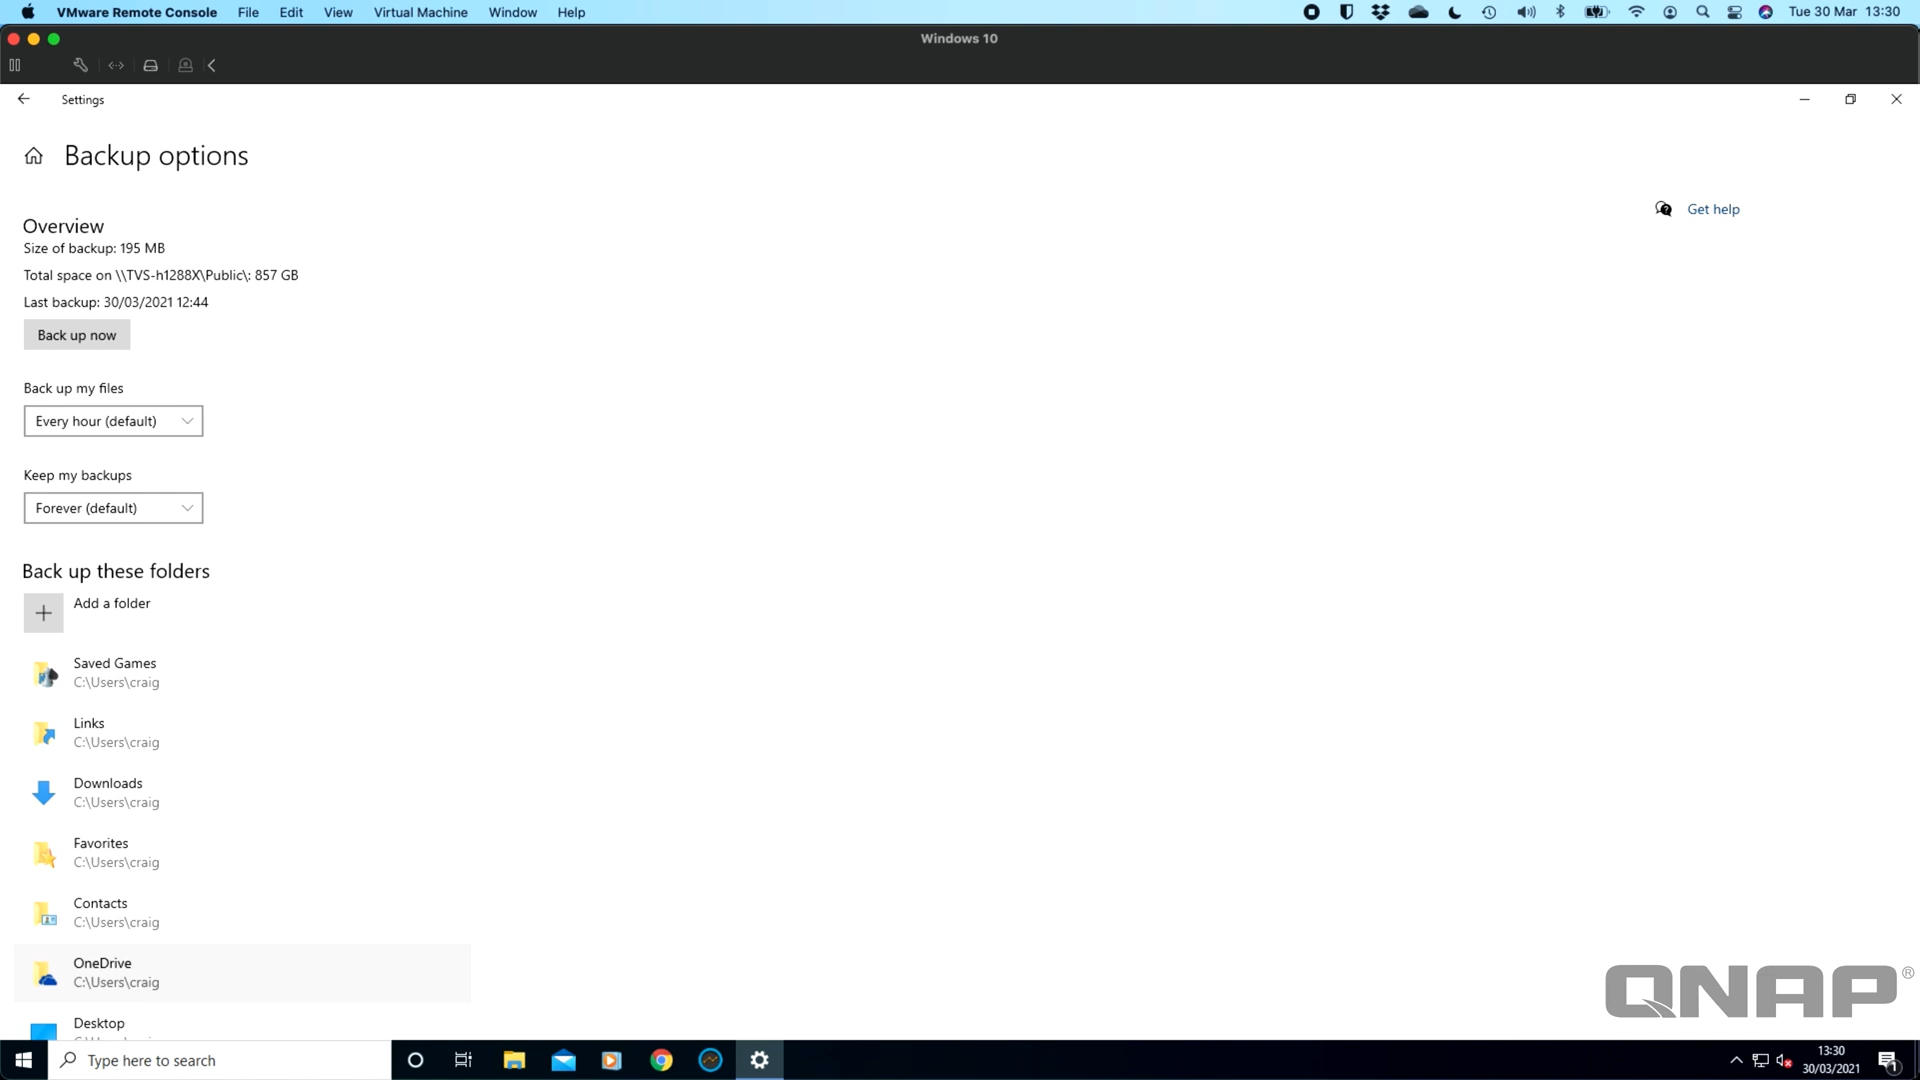 VMware Remote Console File Edit View Virtual Machine Window Help Tue 30 Mar 13:30
Windows 10
Settings
Backup options
Get help
Overview
Size of backup: 195 MB
Total space on \\TVS-h1288X\Public\: 857 GB
Last backup: 30/03/2021 12:44
Back up now
Back up my files
Every hour (default)
Keep my backups
Forever (default)
Back up these folders
Add a folder
Saved Games
C:\Users\craig
Links
C:\Users\craig
Downloads
C:\Users\craig
Favorites
C:\Users\craig
Contacts
C:\Users\craig
OneDrive
C:\Users\craig
QNAP®
Desktop
Type here to search
13:30
30/03/2021
1